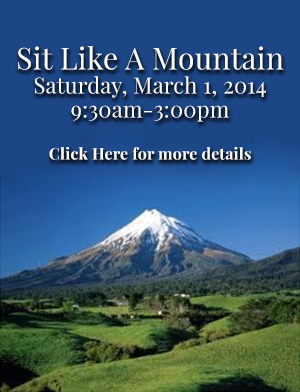 Sit Like A Mountain
Saturday, March 1, 2014
9:30am-3:00pm
Click Here for more details